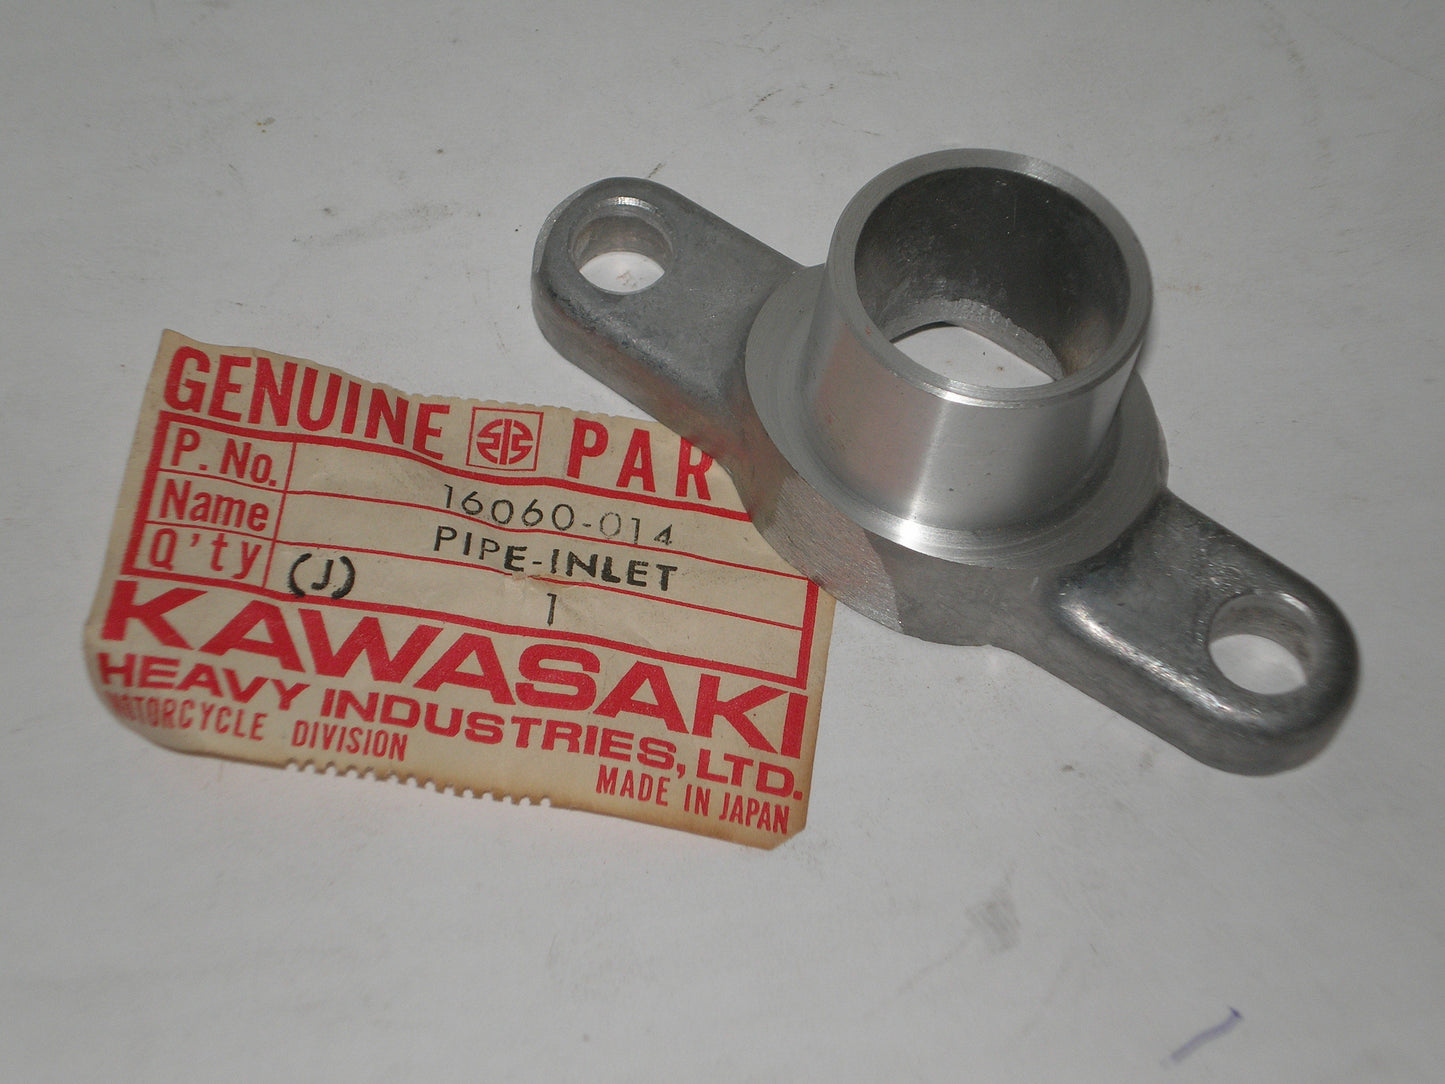 GENUINE PAR
P. No. 16060-014
Name PIPE-INLET
Q'ty (J) 1
KAWASAKI
HEAVY INDUSTRIES, LTD.
MOTORCYCLE DIVISION
MADE IN JAPAN